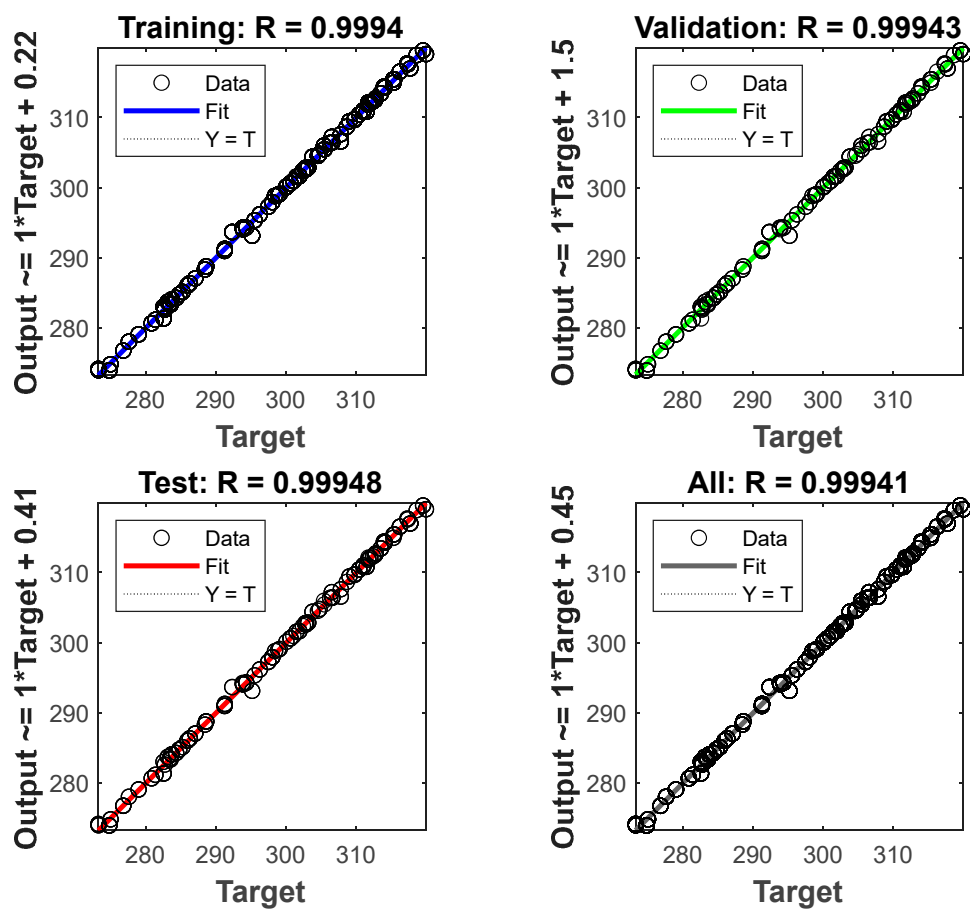 Training: R = 0.9994
Output ~= 1*Target + 0.22
Data
Fit
Y = T
310
300
290
280
280 290 300 310
Target
Validation: R = 0.99943
Output ~= 1*Target + 1.5
Data
Fit
Y = T
310
300
290
280
280 290 300 310
Target
Test: R = 0.99948
Output ~= 1*Target + 0.41
Data
Fit
Y = T
310
300
290
280
280 290 300 310
Target
All: R = 0.99941
Output ~= 1*Target + 0.45
Data
Fit
Y = T
310
300
290
280
280 290 300 310
Target